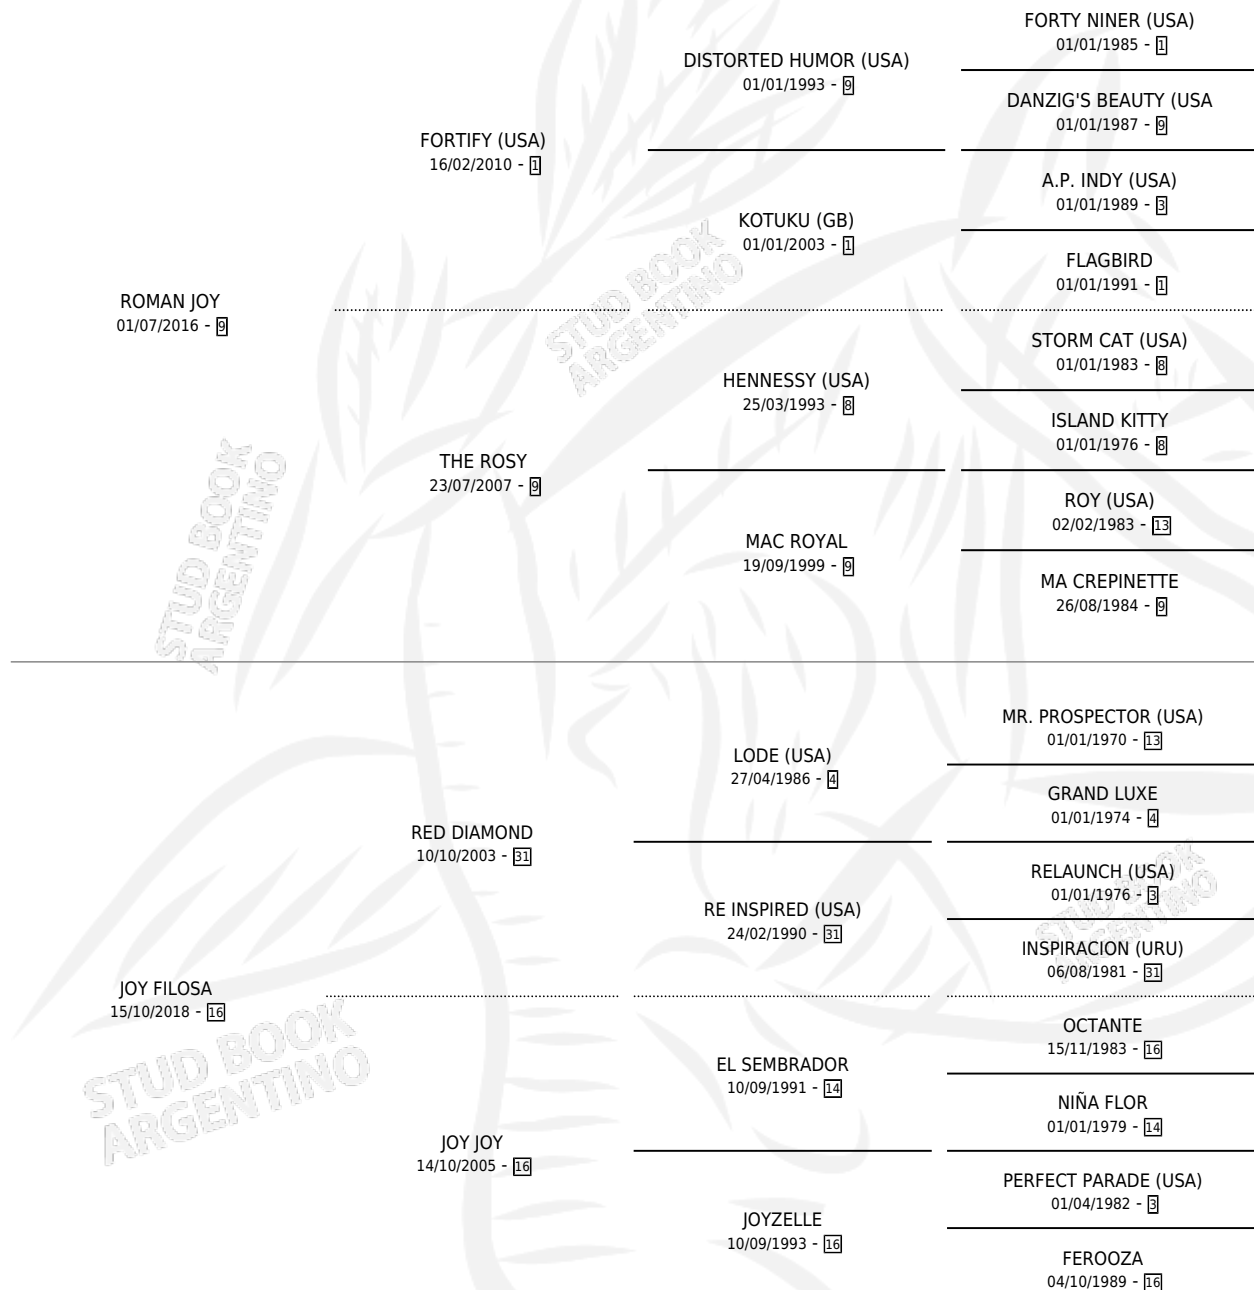 FORTY NINER (USA)
01/01/1985 - 1
DISTORTED HUMOR (USA)
01/01/1993 - 9
DANZIG'S BEAUTY (USA
01/01/1987 - 9
FORTIFY (USA)
16/02/2010 - 1
A.P. INDY (USA)
01/01/1989 - 3
KOTUKU (GB)
01/01/2003 - 1
FLAGBIRD
01/01/1991 - 1
ROMAN JOY
01/07/2016 - 9
STORM CAT (USA)
01/01/1983 - 8
HENNESSY (USA)
25/03/1993 - 8
ISLAND KITTY
01/01/1976 - 8
THE ROSY
23/07/2007 - 9
ROY (USA)
02/02/1983 - 13
MAC ROYAL
19/09/1999 - 9
MA CREPINETTE
26/08/1984 - 9
MR. PROSPECTOR (USA)
01/01/1970 - 13
LODE (USA)
27/04/1986 - 4
GRAND LUXE
01/01/1974 - 4
RED DIAMOND
10/10/2003 - 31
RELAUNCH (USA)
01/01/1976 - 3
RE INSPIRED (USA)
24/02/1990 - 31
INSPIRACION (URU)
06/08/1981 - 31
JOY FILOSA
15/10/2018 - 16
OCTANTE
15/11/1983 - 16
EL SEMBRADOR
10/09/1991 - 14
NIÑA FLOR
01/01/1979 - 14
JOY JOY
14/10/2005 - 16
PERFECT PARADE (USA)
01/04/1982 - 3
JOYZELLE
10/09/1993 - 16
FEROOZA
04/10/1989 - 16
STUD BOOK
ARGENTINO
STUD BOOK
ARGENTINO
STUD BOOK
ARGENTINO
STUD BOOK
ARGENTINO